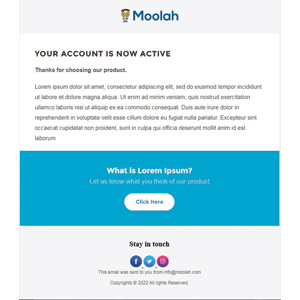 Moolah
YOUR ACCOUNT IS NOW ACTIVE
Thanks for choosing our product.
Lorem ipsum dolor sit amet, consectetur adipiscing elit, sed do eiusmod tempor incididunt
ut labore et dolore magna aliqua. Ut enim ad minim veniam, quis nostrud exercitation
ullamco laboris nisi ut aliquip ex ea commodo consequat. Duis aute irure dolor in
reprehenderit in voluptate velit esse cillum dolore eu fugiat nulla pariatur. Excepteur sint
occaecat cupidatat non proident, sunt in culpa qui officia deserunt mollit anim id est
laborum
What is Lorem Ipsum?
Let us know what you think of our product
Click Here
Stay in touch
This email was sent to you from info@moolah.com
Copyrights © 2022 All rights Reserved.